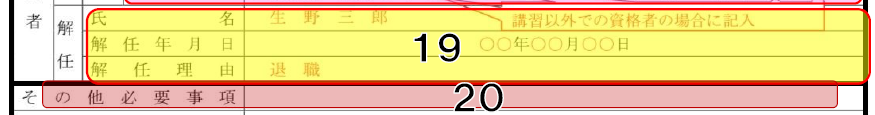 者 解任
氏名 生野三郎 講習以外での資格者の場合に記入
解任年月日 〇〇年〇〇月〇〇日
19
解任理由 退職
その他必要事項
20